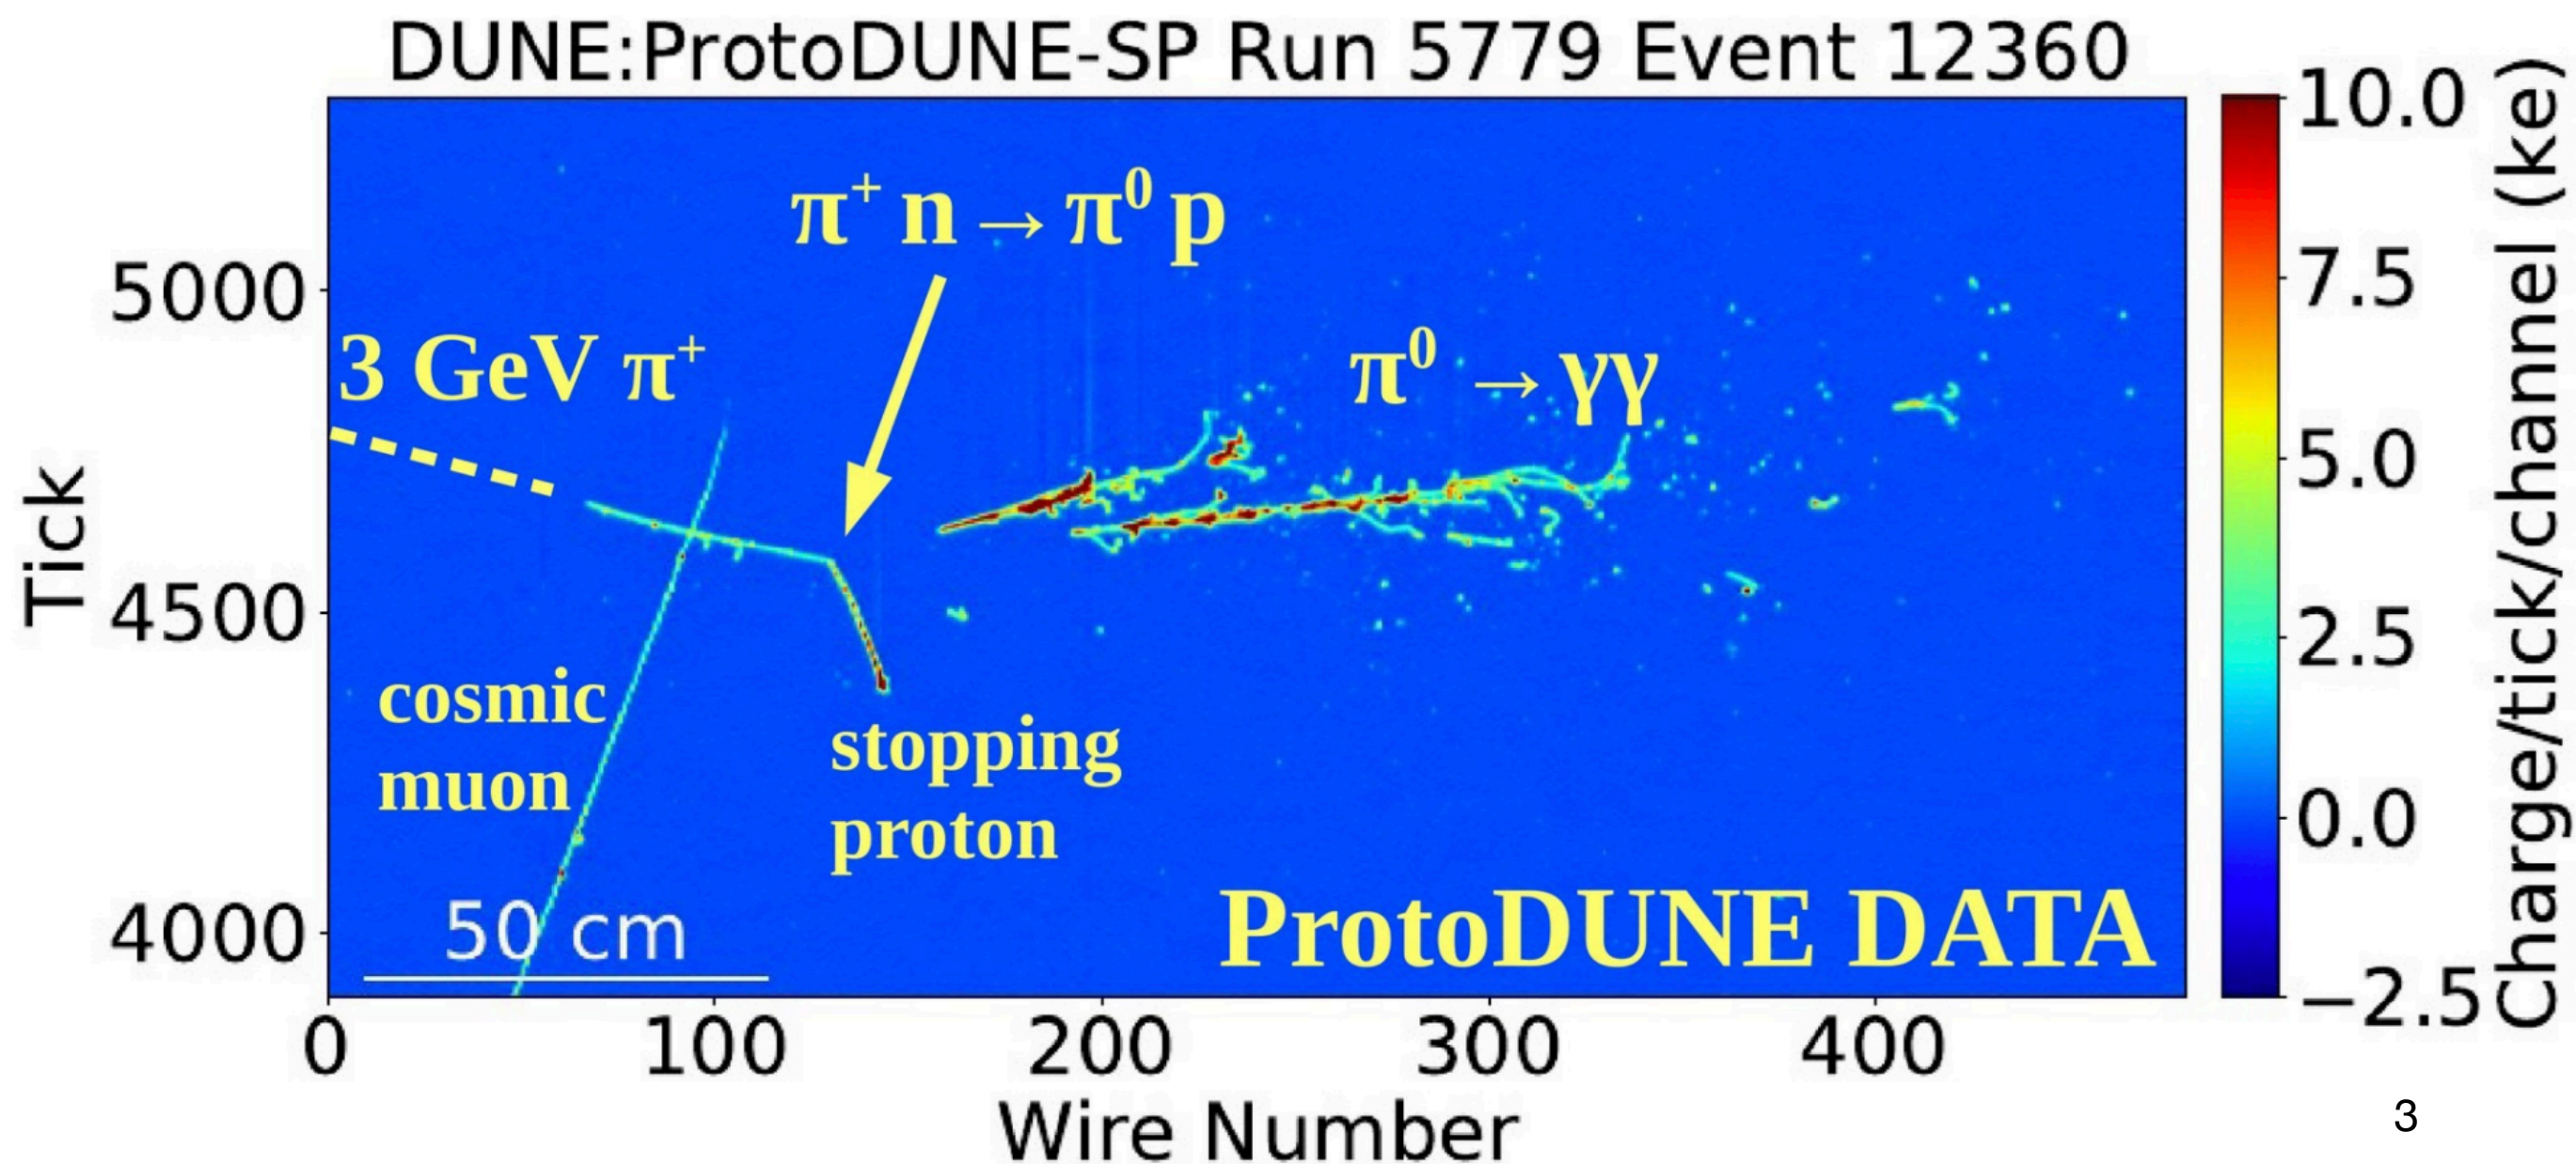 DUNE:ProtoDUNE-SP Run 5779 Event 12360
π⁺ n → π⁰ p
3 GeV π⁺
π⁰ → γγ
cosmic
muon
stopping
proton
50 cm
ProtoDUNE DATA
Tick
5000
4500
4000
0 100 200 300 400
Wire Number
10.0
7.5
5.0
2.5
0.0
−2.5
Charge/tick/channel (ke)
3